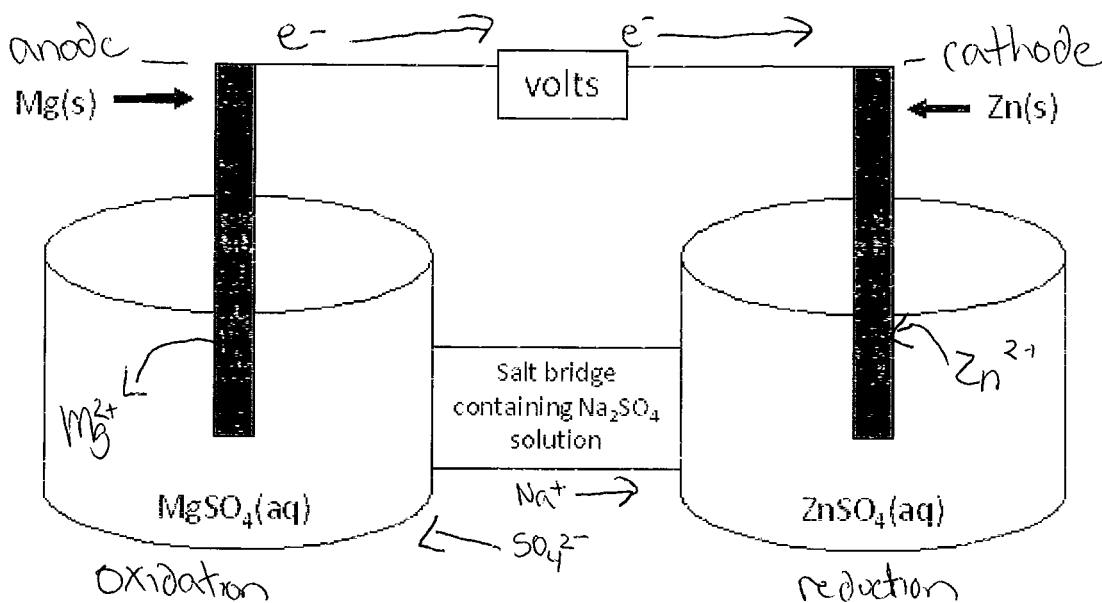 e⁻ → e⁻ →
anode
cathode
volts
Mg(s)
Zn(s)
Zn²⁺
Mg²⁺
Salt bridge
containing Na₂SO₄
solution
Na⁺ →
MgSO₄(aq)
ZnSO₄(aq)
← SO₄²⁻
oxidation
reduction